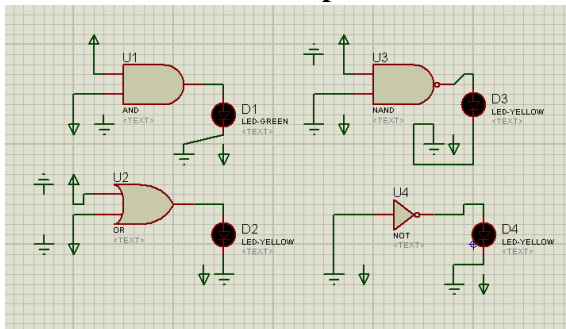 U1
AND
<TEXT>
D1
LED-GREEN
<TEXT>
U3
NAND
<TEXT>
D3
LED-YELLOW
<TEXT>
U2
OR
<TEXT>
D2
LED-YELLOW
<TEXT>
U4
NOT
<TEXT>
D4
LED-YELLOW
<TEXT>